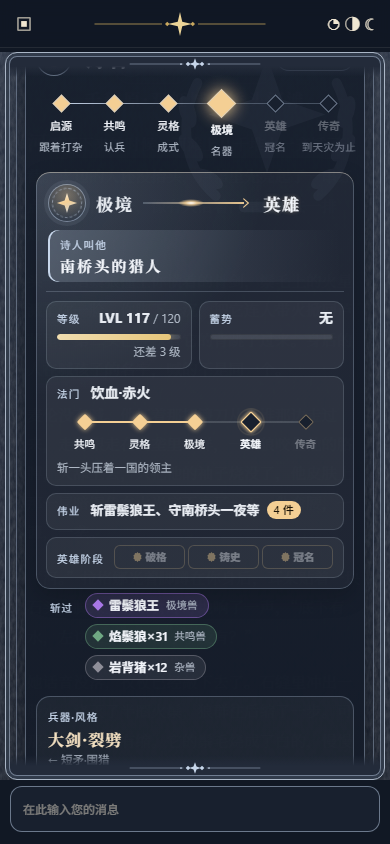 启源 共鸣 灵格 极境 英雄 传奇
跟着打杂 认兵 成式 名器 冠名 到天灾为止
极境 英雄
诗人叫他
南桥头的猎人
等级 LVL 117 / 120
还差 3 级
蓄势 无
法门 饮血·赤火
共鸣 灵格 极境 英雄 传奇
斩一头压着一国的领主
伟业 斩雷鬃狼王、守南桥头一夜等 4 件
英雄阶段 破格 铸史 冠名
斩过 雷鬃狼王 极境兽
焰鬃狼×31 共鸣兽
岩背猪×12 杂兽
兵器·风格
大剑·裂劈
← 短矛·围猎
在此输入您的消息